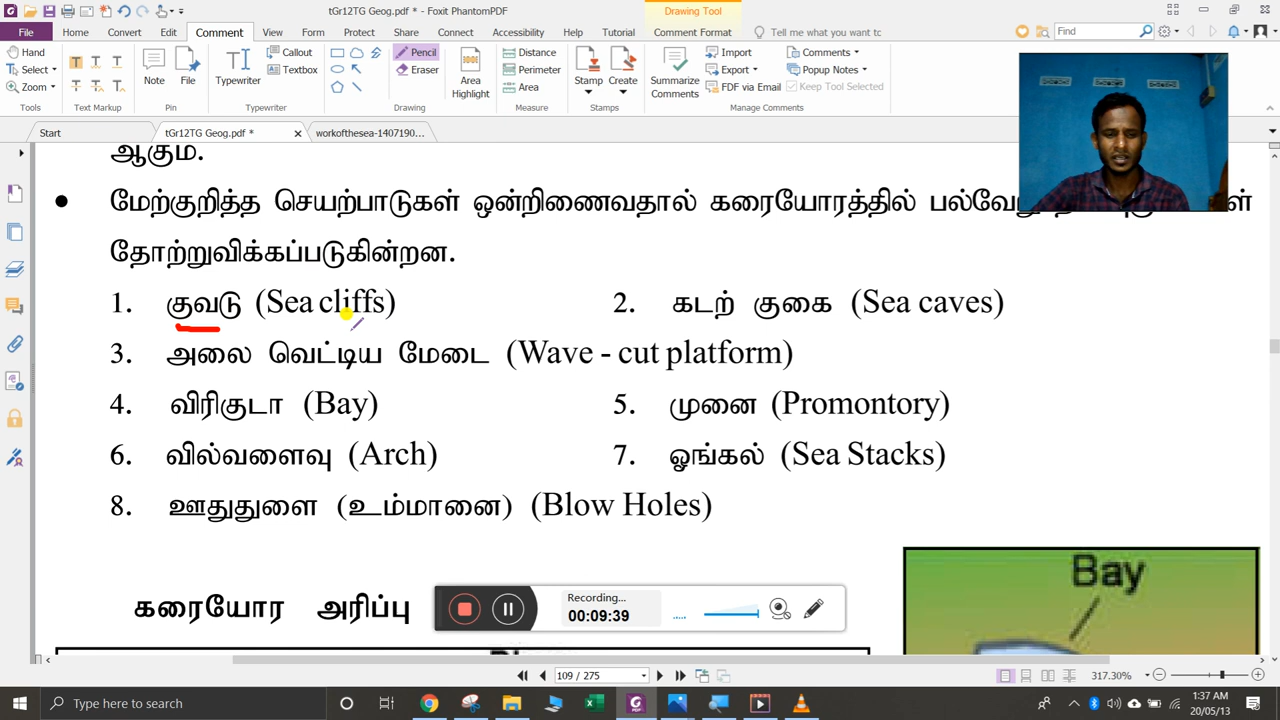 tGr12TG Geog.pdf * - Foxit PhantomPDF
Drawing Tool
File Home Convert Edit Comment View Form Protect Share Connect Accessibility Help Tutorial Comment Format Tell me what you want tc Find
Hand Select Zoom Tools
Text Markup
Note File Pin
Typewriter Callout Textbox Typewriter
Pencil Eraser Drawing
Area Highlight
Distance Perimeter Area Measure
Stamp Create Stamps
Summarize Comments Import Export FDF via Email Comments Popup Notes Keep Tool Selected Manage Comments
Start tGr12TG Geog.pdf * workofthesea-1407190...
ஆகும்.
• மேற்குறித்த செயற்பாடுகள் ஒன்றிணைவதால் கரையோரத்தில்
தோற்றுவிக்கப்படுகின்றன.
1. குவடு (Sea cliffs) 2. கடற் குகை (Sea caves)
3. அலை வெட்டிய மேடை (Wave - cut platform)
4. விரிகுடா (Bay) 5. முனை (Promontory)
6. வில்வளைவு (Arch) 7. ஓங்கல் (Sea Stacks)
8. ஊதுதுளை (உம்மானை) (Blow Holes)
Bay
கரையோர அரிப்பு
Recording...
00:09:39
109 / 275 317.30%
Type here to search
1:37 AM
20/05/13